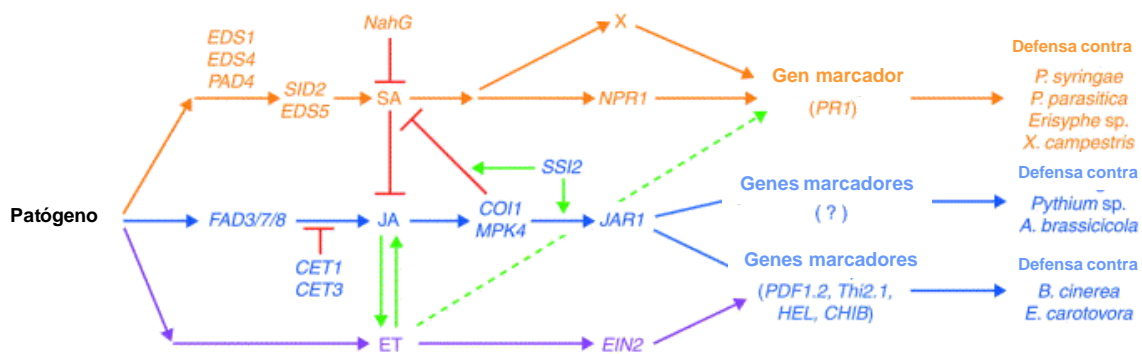 EDS1
EDS4
PAD4
SID2
EDS5
NahG
SA
X
NPR1
Gen marcador
(PR1)
Defensa contra
P. syringae
P. parasitica
Erisyphe sp.
X. campestris
SSI2
Patógeno
FAD3/7/8
CET1
CET3
JA
COI1
MPK4
JAR1
Genes marcadores
(?)
Defensa contra
Pythium sp.
A. brassicicola
Genes marcadores
(PDF1.2, Thi2.1,
HEL, CHIB)
Defensa contra
B. cinerea
E. carotovora
ET
EIN2